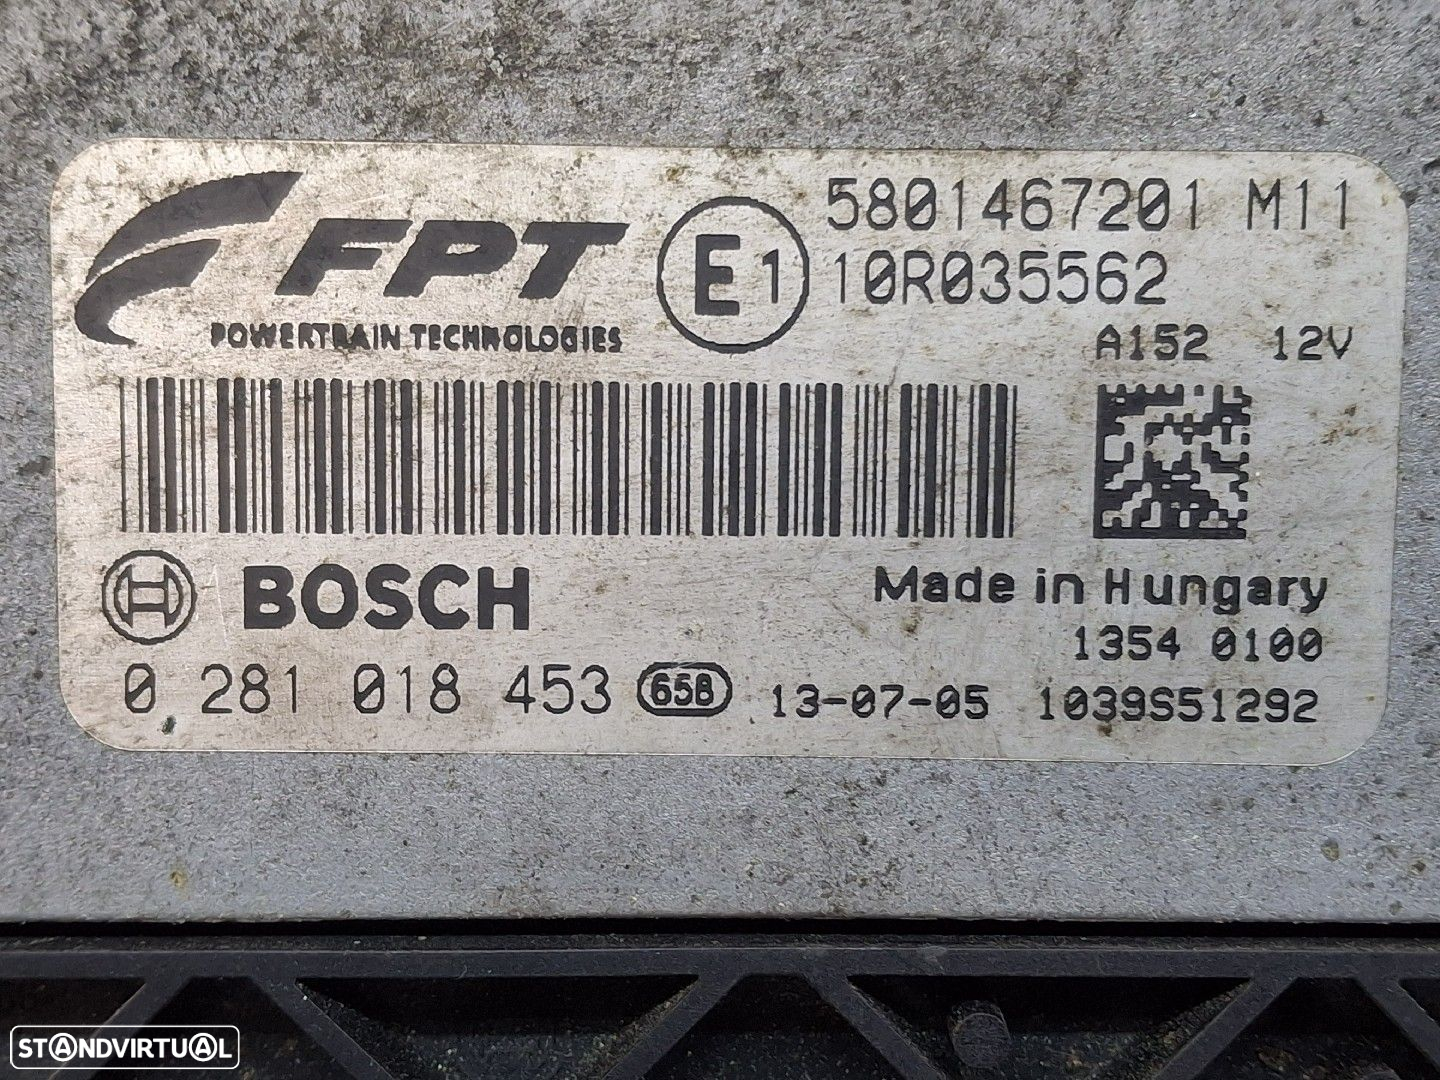 FPT
POWERTRAIN TECHNOLOGIES
E1
5801467201 M11
10R035562
A152 12V
BOSCH
Made in Hungary
1354 0100
0 281 018 453 658 13-07-05 1039S51292
STANDVIRTUAL